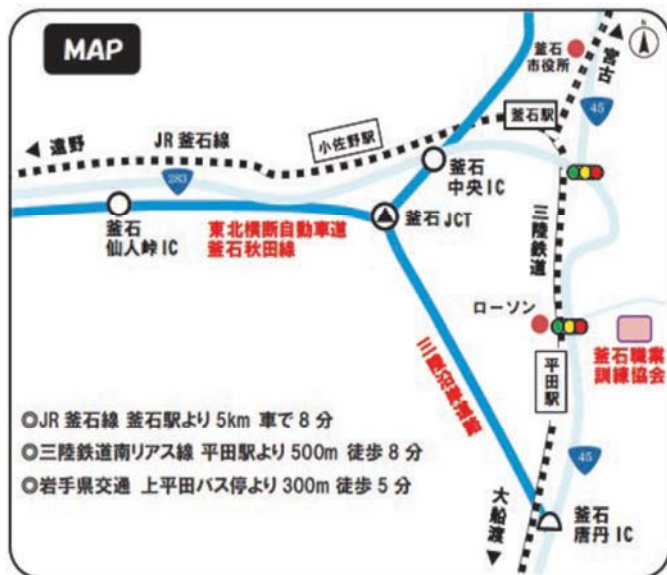 MAP
釜石
市役所
宮古
45
釜石駅
遠野
JR 釜石線
小佐野駅
283
釜石
中央IC
釜石
仙人峠IC
東北横断自動車道
釜石秋田線
釜石 JCT
三陸鉄道
ローソン
釜石職業
訓練協会
平田駅
三陸沿岸道路
◎JR 釜石線 釜石駅より 5km 車で 8 分
◎三陸鉄道南リアス線 平田駅より 500m 徒歩 8 分
◎岩手県交通 上平田バス停より 300m 徒歩 5 分
45
大船渡
釜石
唐丹 IC